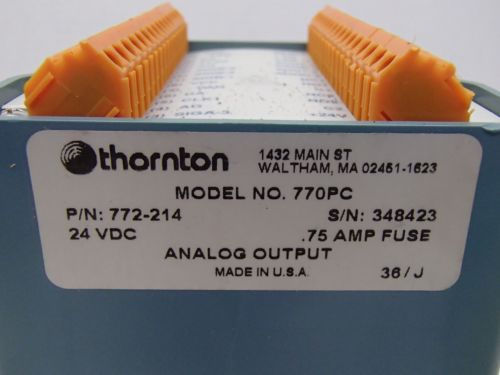 thornton
1432 MAIN ST
WALTHAM, MA 02451-1623
MODEL NO. 770PC
P/N: 772-214 S/N: 348423
24 VDC .75 AMP FUSE
ANALOG OUTPUT
MADE IN U.S.A. 36/J